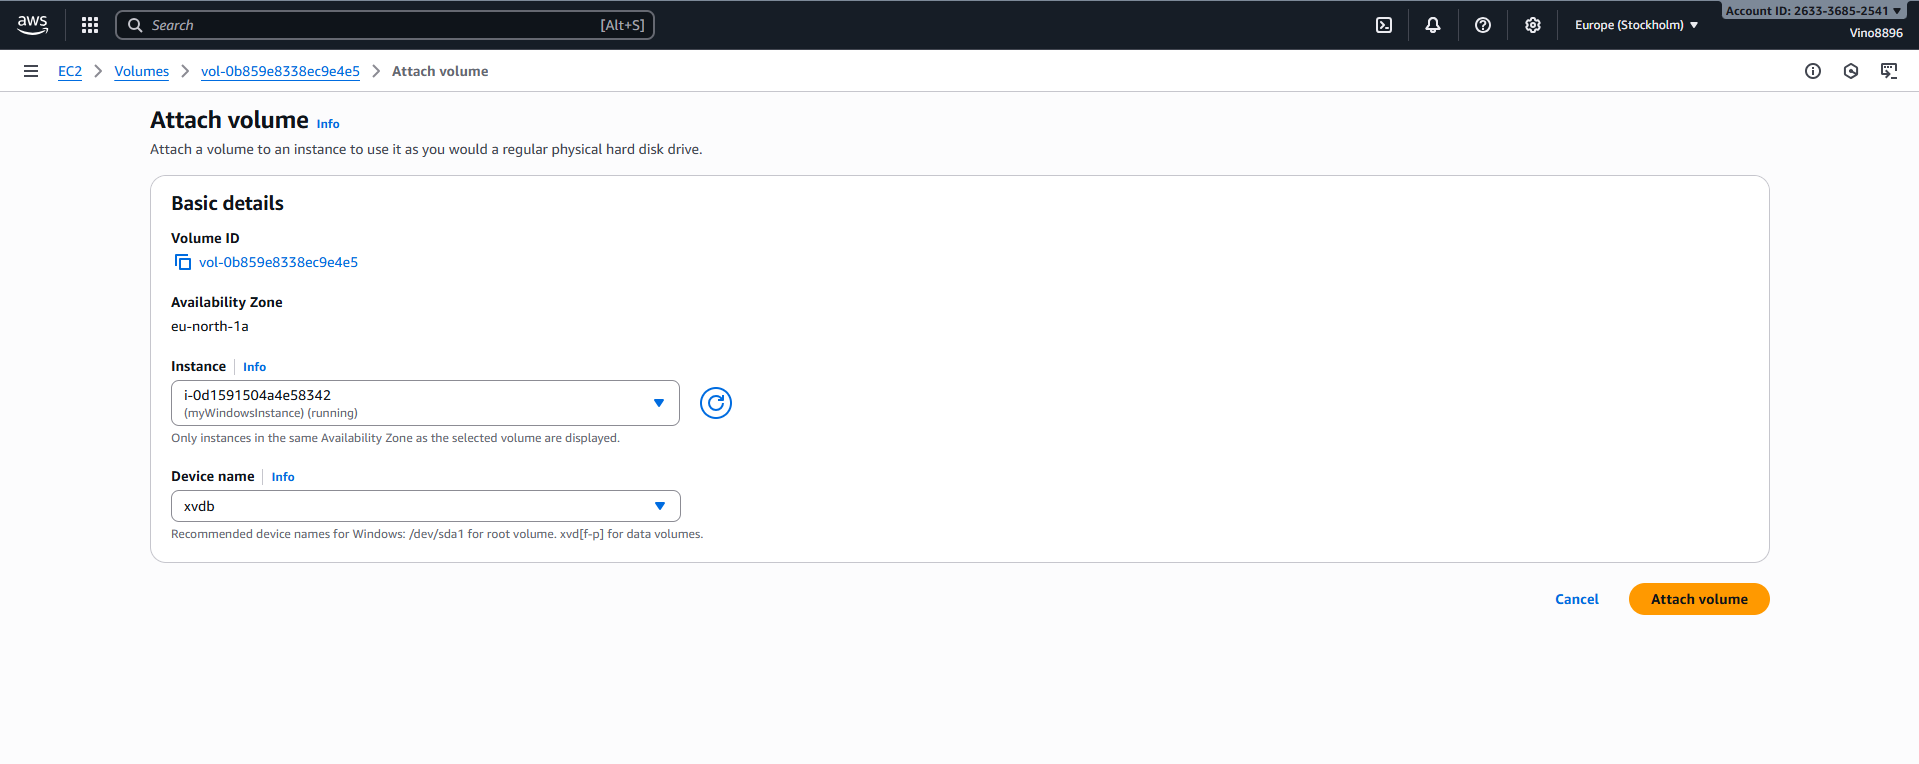 aws
Search [Alt+S]
Europe (Stockholm)
Account ID: 2633-3685-2541
Vino8896
EC2 Volumes vol-0b859e8338ec9e4e5 Attach volume
Attach volume Info
Attach a volume to an instance to use it as you would a regular physical hard disk drive.
Basic details
Volume ID
vol-0b859e8338ec9e4e5
Availability Zone
eu-north-1a
Instance Info
i-0d1591504a4e58342
(myWindowsInstance) (running)
Only instances in the same Availability Zone as the selected volume are displayed.
Device name Info
xvdb
Recommended device names for Windows: /dev/sda1 for root volume. xvd[f-p] for data volumes.
Cancel Attach volume